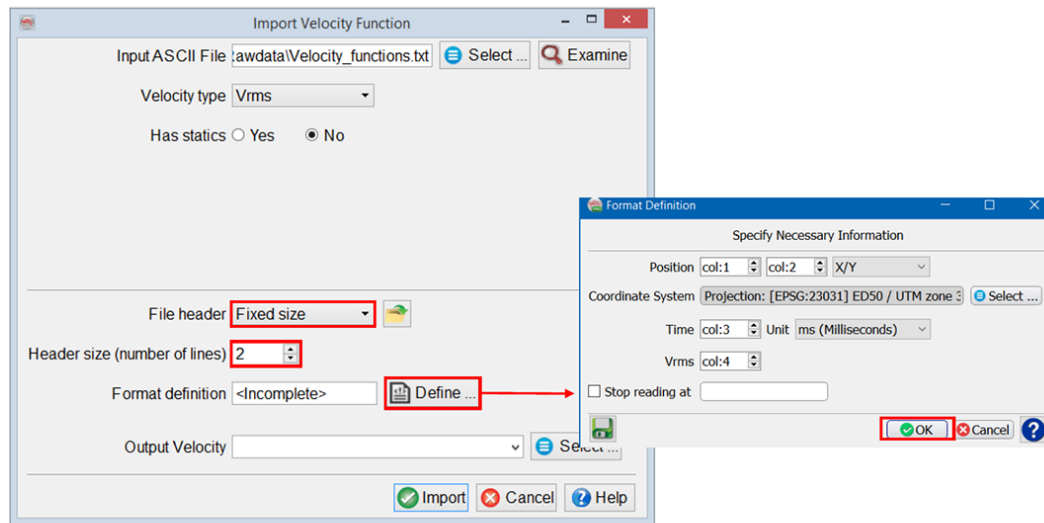 Import Velocity Function
Input ASCII File :awdata\Velocity_functions.txt Select ... Examine
Velocity type Vrms
Has statics Yes No
File header Fixed size
Header size (number of lines) 2
Format definition <Incomplete> Define ...
Output Velocity Select ...
Import Cancel Help
Format Definition
Specify Necessary Information
Position col:1 col:2 X/Y
Coordinate System Projection: [EPSG:23031] ED50 / UTM zone 3 Select ...
Time col:3 Unit ms (Milliseconds)
Vrms col:4
Stop reading at
OK Cancel ?